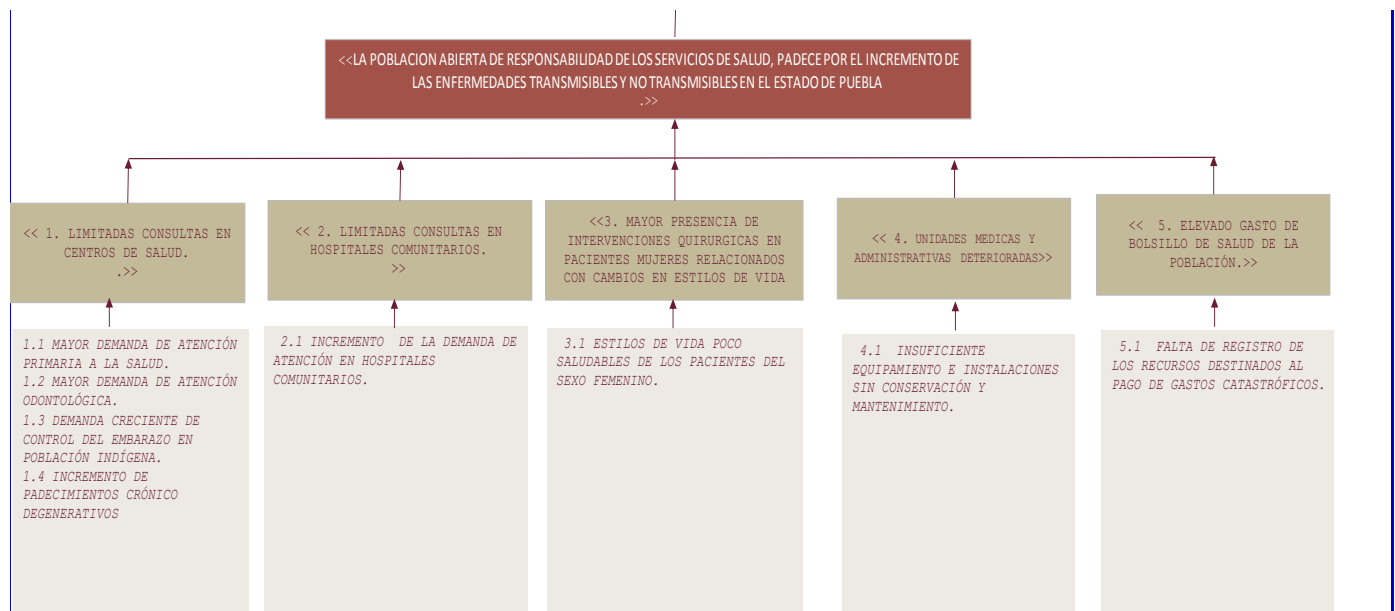 <<LA POBLACION ABIERTA DE RESPONSABILIDAD DE LOS SERVICIOS DE SALUD, PADECE POR EL INCREMENTO DE
LAS ENFERMEDADES TRANSMISIBLES Y NO TRANSMISIBLES EN EL ESTADO DE PUEBLA
.>>
<< 1. LIMITADAS CONSULTAS EN
CENTROS DE SALUD.
.>>
<< 2. LIMITADAS CONSULTAS EN
HOSPITALES COMUNITARIOS.
>>
<<3. MAYOR PRESENCIA DE
INTERVENCIONES QUIRURGICAS EN
PACIENTES MUJERES RELACIONADOS
CON CAMBIOS EN ESTILOS DE VIDA
<< 4. UNIDADES MEDICAS Y
ADMINISTRATIVAS DETERIORADAS>>
<< 5. ELEVADO GASTO DE
BOLSILLO DE SALUD DE LA
POBLACIÓN.>>
1.1 MAYOR DEMANDA DE ATENCIÓN
PRIMARIA A LA SALUD.
1.2 MAYOR DEMANDA DE ATENCIÓN
ODONTOLÓGICA.
1.3 DEMANDA CRECIENTE DE
CONTROL DEL EMBARAZO EN
POBLACIÓN INDÍGENA.
1.4 INCREMENTO DE
PADECIMIENTOS CRÓNICO
DEGENERATIVOS
2.1 INCREMENTO DE LA DEMANDA DE
ATENCIÓN EN HOSPITALES
COMUNITARIOS.
3.1 ESTILOS DE VIDA POCO
SALUDABLES DE LOS PACIENTES DEL
SEXO FEMENINO.
4.1 INSUFICIENTE
EQUIPAMIENTO E INSTALACIONES
SIN CONSERVACIÓN Y
MANTENIMIENTO.
5.1 FALTA DE REGISTRO DE
LOS RECURSOS DESTINADOS AL
PAGO DE GASTOS CATASTRÓFICOS.